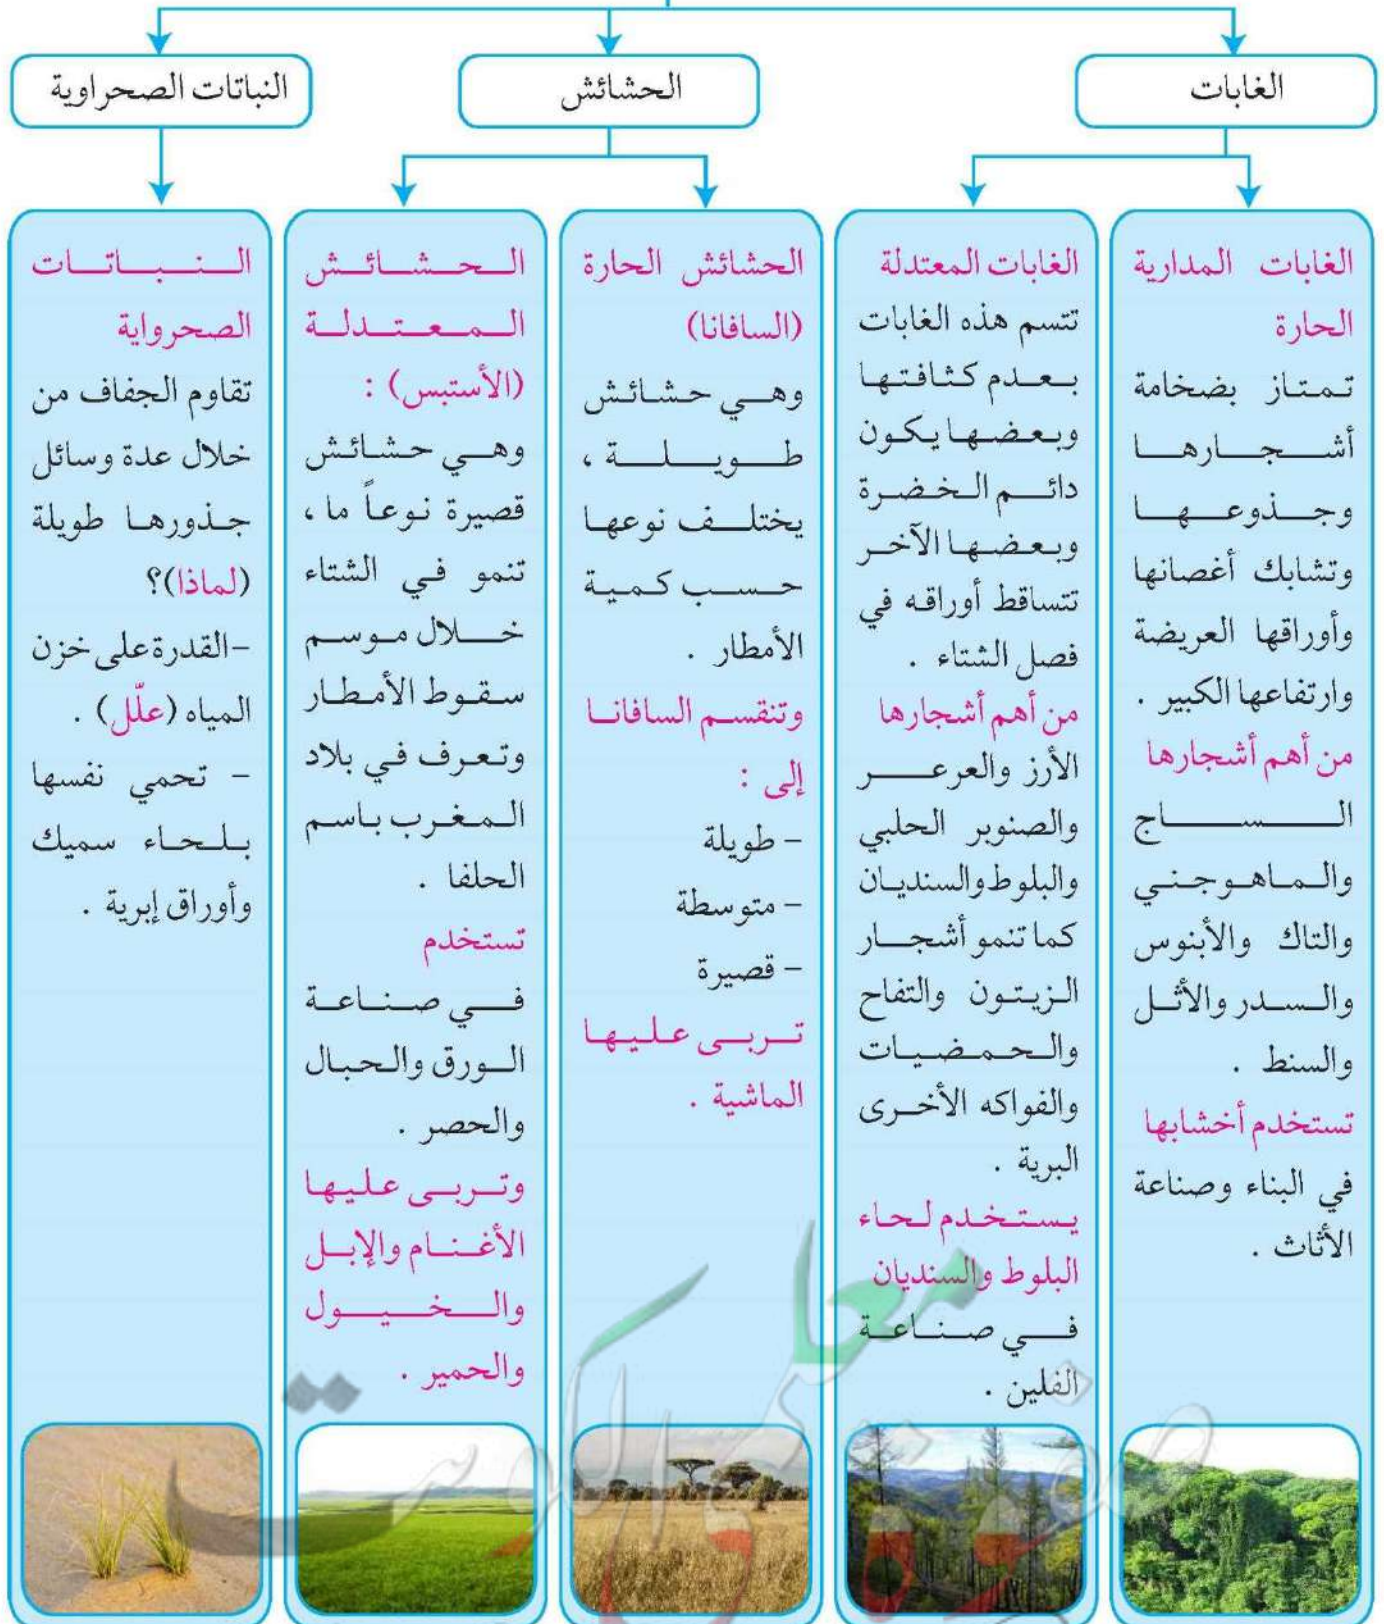 الغابات
الحشائش
النباتات الصحراوية
الغابات المدارية
الحارة
تمتاز بضخامة
أشجارها
وجذوعها
وتشابك أغصانها
وأوراقها العريضة
وارتفاعها الكبير .
من أهم أشجارها
الساج
والماهوجني
والتاك والأبنوس
والسدر والأثل
والسنط .
تستخدم أخشابها
في البناء وصناعة
الأثاث .
الغابات المعتدلة
تتسم هذه الغابات
بعدم كثافتها
وبعضها يكون
دائم الخضرة
وبعضها الآخر
تتساقط أوراقه في
فصل الشتاء .
من أهم أشجارها
الأرز والعرعر
والصنوبر الحلبي
والبلوط والسنديان
كما تنمو أشجار
الزيتون والتفاح
والحمضيات
والفواكه الأخرى
البرية .
يستخدم لحاء
البلوط والسنديان
في صناعة
الفلين .
الحشائش الحارة
(السافانا)
وهي حشائش
طويلة ،
يختلف نوعها
حسب كمية
الأمطار .
وتنقسم السافانا
إلى :
- طويلة
- متوسطة
- قصيرة
تربى عليها
الماشية .
الحشائش
المعتدلة
(الأستبس) :
وهي حشائش
قصيرة نوعاً ما ،
تنمو في الشتاء
خلال موسم
سقوط الأمطار
وتعرف في بلاد
المغرب باسم
الحلفا .
تستخدم
في صناعة
الورق والحبال
والحصر .
وتربى عليها
الأغنام والإبل
والخيول
والحمير .
النباتات
الصحرواية
تقاوم الجفاف من
خلال عدة وسائل
جذورها طويلة
(لماذا)؟
-القدرة على خزن
المياه (علّل) .
- تحمي نفسها
بلحاء سميك
وأوراق إبرية .
صفوة معلمى الكويت